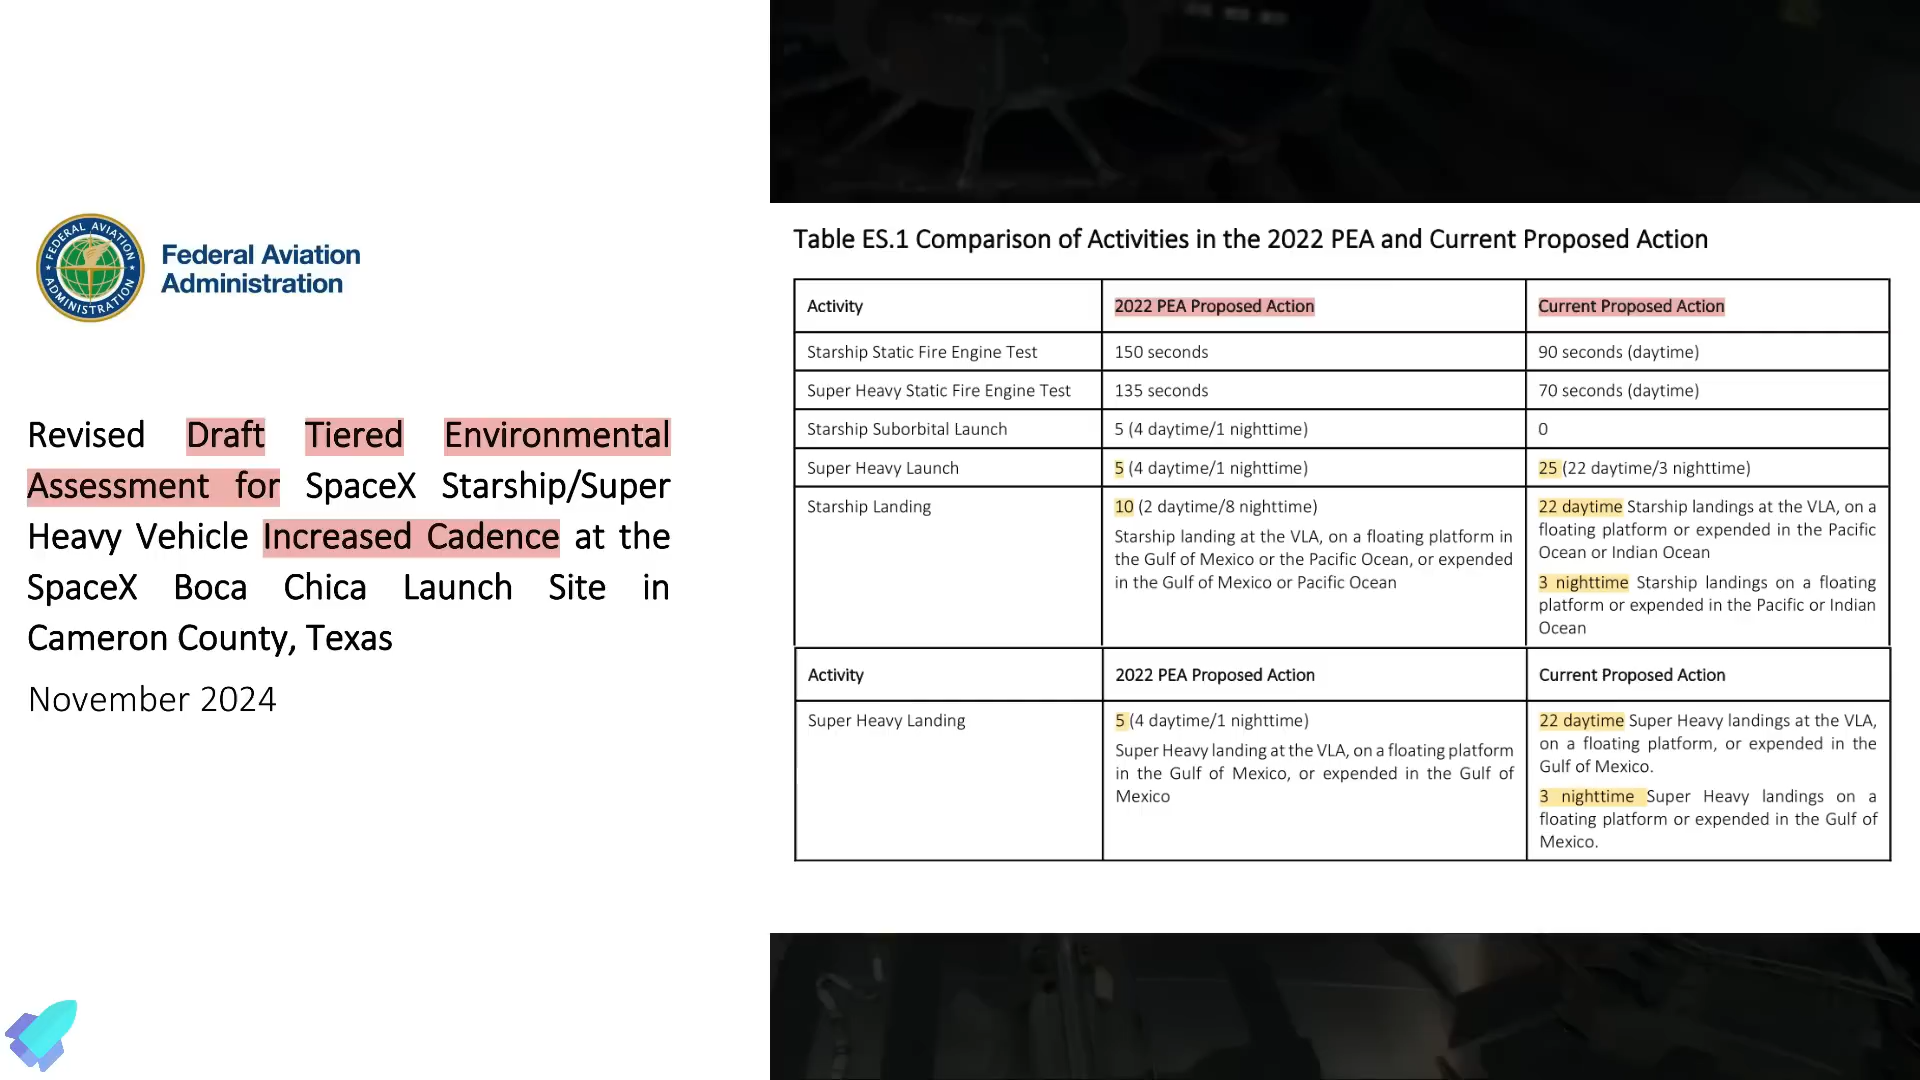 FEDERAL AVIATION
ADMINISTRATION
Federal Aviation
Administration
Revised Draft Tiered Environmental
Assessment for SpaceX Starship/Super
Heavy Vehicle Increased Cadence at the
SpaceX Boca Chica Launch Site in
Cameron County, Texas
November 2024
Table ES.1 Comparison of Activities in the 2022 PEA and Current Proposed Action
Activity 2022 PEA Proposed Action Current Proposed Action
Starship Static Fire Engine Test 150 seconds 90 seconds (daytime)
Super Heavy Static Fire Engine Test 135 seconds 70 seconds (daytime)
Starship Suborbital Launch 5 (4 daytime/1 nighttime) 0
Super Heavy Launch 5 (4 daytime/1 nighttime) 25 (22 daytime/3 nighttime)
Starship Landing
10 (2 daytime/8 nighttime)
Starship landing at the VLA, on a floating platform in
the Gulf of Mexico or the Pacific Ocean, or expended
in the Gulf of Mexico or Pacific Ocean
22 daytime Starship landings at the VLA, on a
floating platform or expended in the Pacific
Ocean or Indian Ocean
3 nighttime Starship landings on a floating
platform or expended in the Pacific or Indian
Ocean
Activity 2022 PEA Proposed Action Current Proposed Action
Super Heavy Landing
5 (4 daytime/1 nighttime)
Super Heavy landing at the VLA, on a floating platform
in the Gulf of Mexico, or expended in the Gulf of
Mexico
22 daytime Super Heavy landings at the VLA,
on a floating platform, or expended in the
Gulf of Mexico.
3 nighttime Super Heavy landings on a
floating platform or expended in the Gulf of
Mexico.